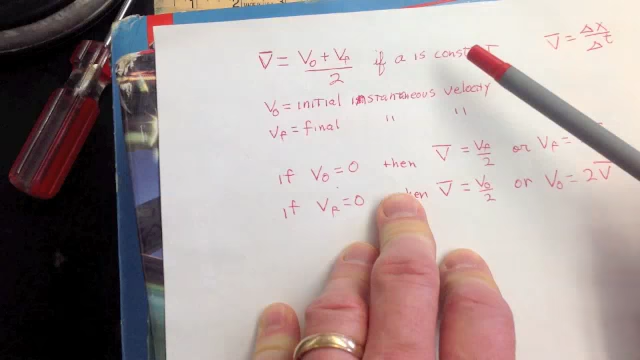 V̄ = V₀ + V_f / 2 if a is const V̄ = Δx / Δt
V₀ = initial instantaneous velocity
V_f = final " "
if V₀ = 0 then V̄ = V_f / 2 or V_f =
if V_f = 0 then V̄ = V₀ / 2 or V₀ = 2V̄